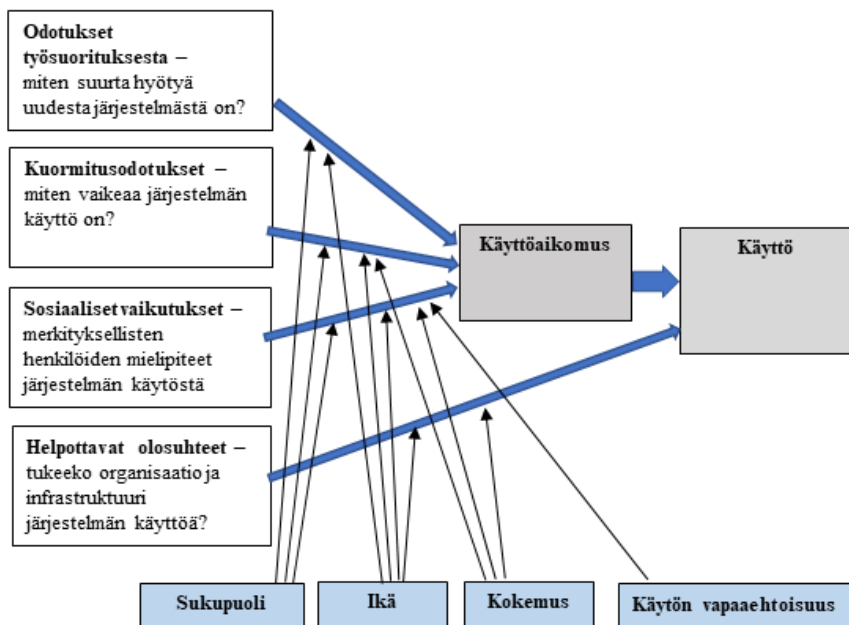 Odotukset
työsuorituksesta –
miten suurta hyötyä
uudesta järjestelmästä on?
Kuormitusodotukset –
miten vaikeaa järjestelmän
käyttö on?
Käyttöaikomus
Käyttö
Sosiaaliset vaikutukset –
merkityksellisten
henkilöiden mielipiteet
järjestelmän käytöstä
Helpottavat olosuhteet –
tukeeko organisaatio ja
infrastruktuuri
järjestelmän käyttöä?
Sukupuoli
Ikä
Kokemus
Käytön vapaaehtoisuus